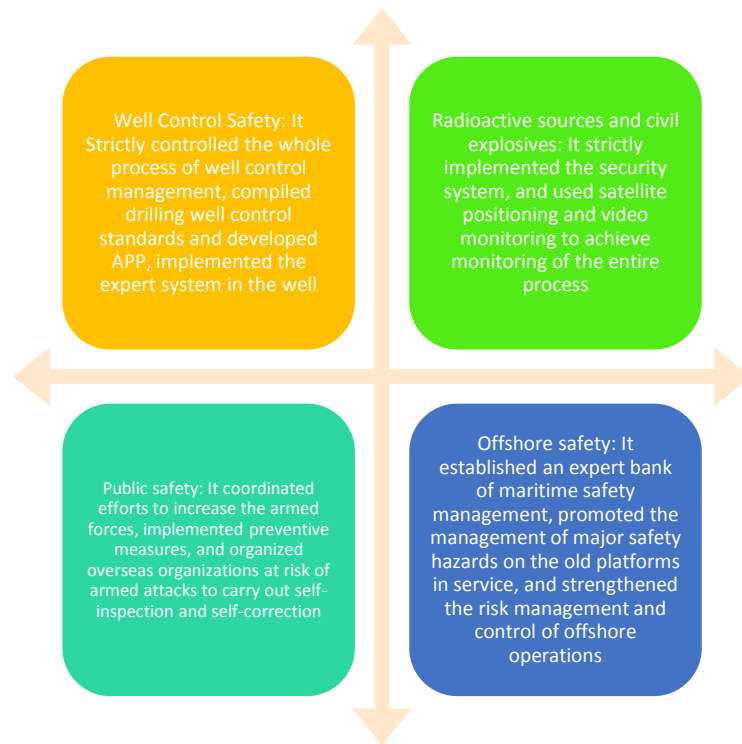 Well Control Safety: It
Strictly controlled the whole
process of well control
management, compiled
drilling well control
standards and developed
APP, implemented the
expert system in the well
Radioactive sources and civil
explosives: It strictly
implemented the security
system, and used satellite
positioning and video
monitoring to achieve
monitoring of the entire
process
Public safety: It coordinated
efforts to increase the armed
forces, implemented preventive
measures, and organized
overseas organizations at risk of
armed attacks to carry out self-
inspection and self-correction
Offshore safety: It
established an expert bank
of maritime safety
management, promoted the
management of major safety
hazards on the old platforms
in service, and strengthened
the risk management and
control of offshore
operations